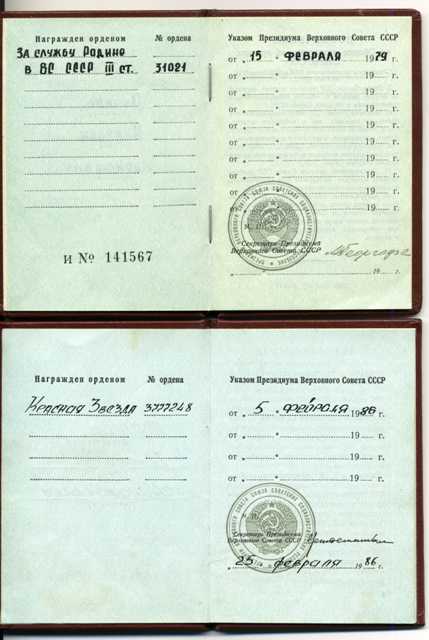 Награжден орденом № ордена
За службу Родине
в ВС СССР III ст. 31021
И № 141567
Указом Президиума Верховного Совета СССР
от „ 15 “ ФЕВРАЛЯ 1979 г.
от „ “ 19 г.
от „ “ 19 г.
от „ “ 19 г.
от „ “ 19 г.
от „ “ 19 г.
от „ “ 19 г.
от „ “ 19 г.
от „ “ 19 г.
от „ “ 19 г.
М. П.
Секретарь Президиума
Верховного Совета СССР
„ “ 19 г.
Награжден орденом № ордена
Красная Звезда 3777248
Указом Президиума Верховного Совета СССР
от „ 5 “ февраля 1986 г.
от „ “ 19 г.
от „ “ 19 г.
от „ “ 19 г.
Секретарь Президиума
Верховного Совета СССР
„ 25 “ февраля 1986 г.